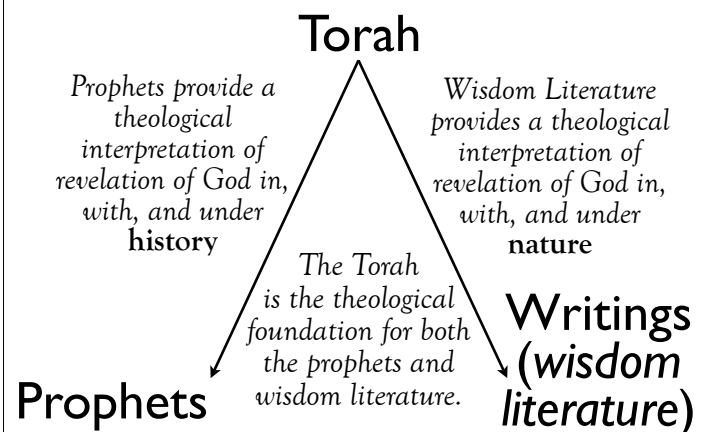 Torah
Prophets provide a
theological
interpretation of
revelation of God in,
with, and under
history
Wisdom Literature
provides a theological
interpretation of
revelation of God in,
with, and under
nature
The Torah
is the theological
foundation for both
the prophets and
wisdom literature.
Prophets
Writings
(wisdom
literature)